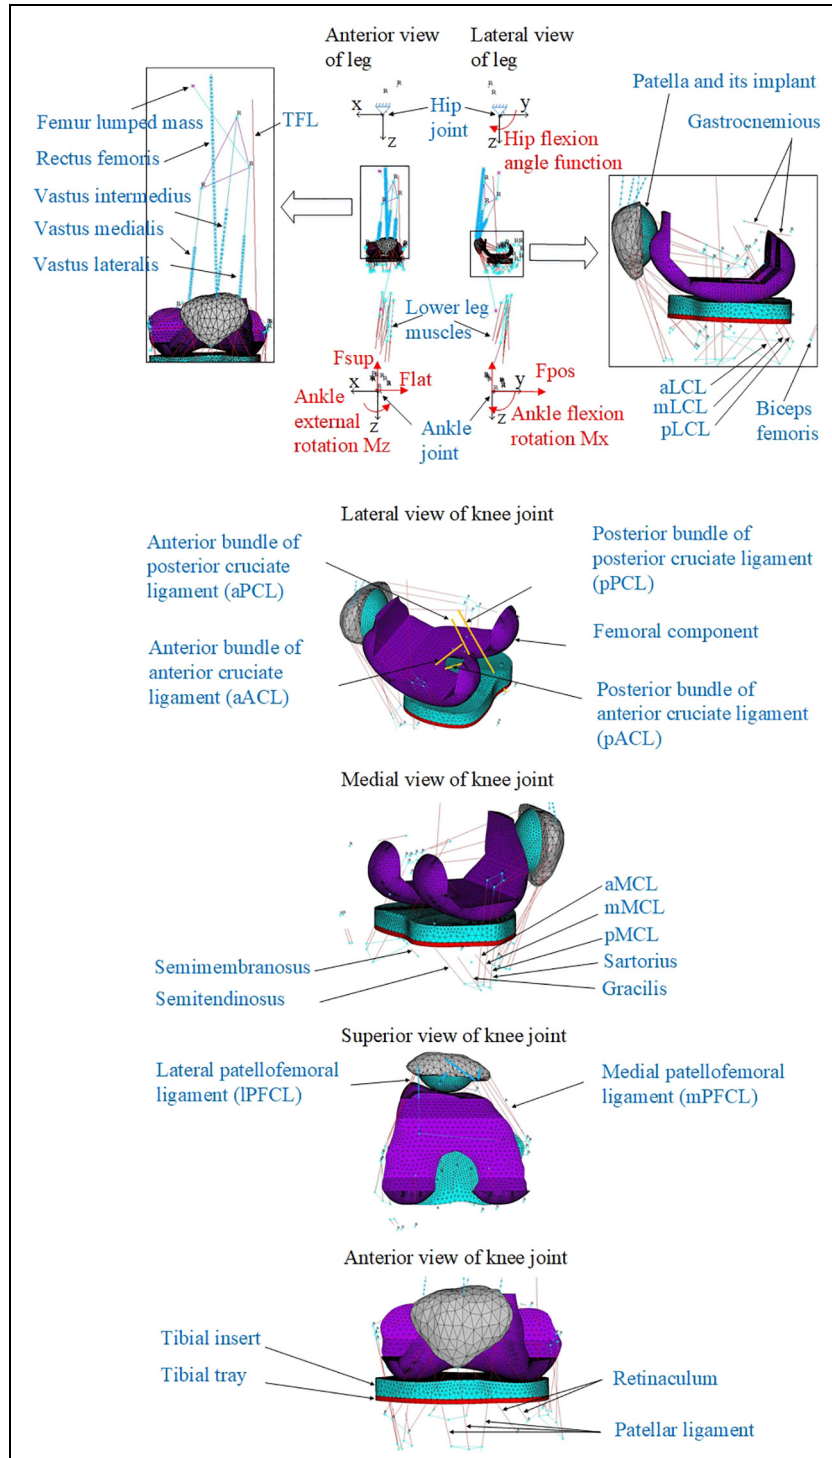 Anterior view
of leg
Lateral view
of leg
Femur lumped mass
Rectus femoris
Vastus intermedius
Vastus medialis
Vastus lateralis
TFL
x
z
Hip
joint
y
z
Hip flexion
angle function
Patella and its implant
Gastrocnemious
Lower leg
muscles
Fsup
Flat
x
z
Ankle
external
rotation Mz
Ankle
joint
Fpos
y
z
Ankle flexion
rotation Mx
aLCL
mLCL
pLCL
Biceps
femoris
Lateral view of knee joint
Anterior bundle of
posterior cruciate
ligament (aPCL)
Posterior bundle of
posterior cruciate ligament
(pPCL)
Anterior bundle of
anterior cruciate
ligament (aACL)
Femoral component
Posterior bundle of
anterior cruciate ligament
(pACL)
Medial view of knee joint
aMCL
mMCL
pMCL
Sartorius
Gracilis
Semimembranosus
Semitendinosus
Superior view of knee joint
Lateral patellofemoral
ligament (lPFCL)
Medial patellofemoral
ligament (mPFCL)
Anterior view of knee joint
Tibial insert
Tibial tray
Retinaculum
Patellar ligament